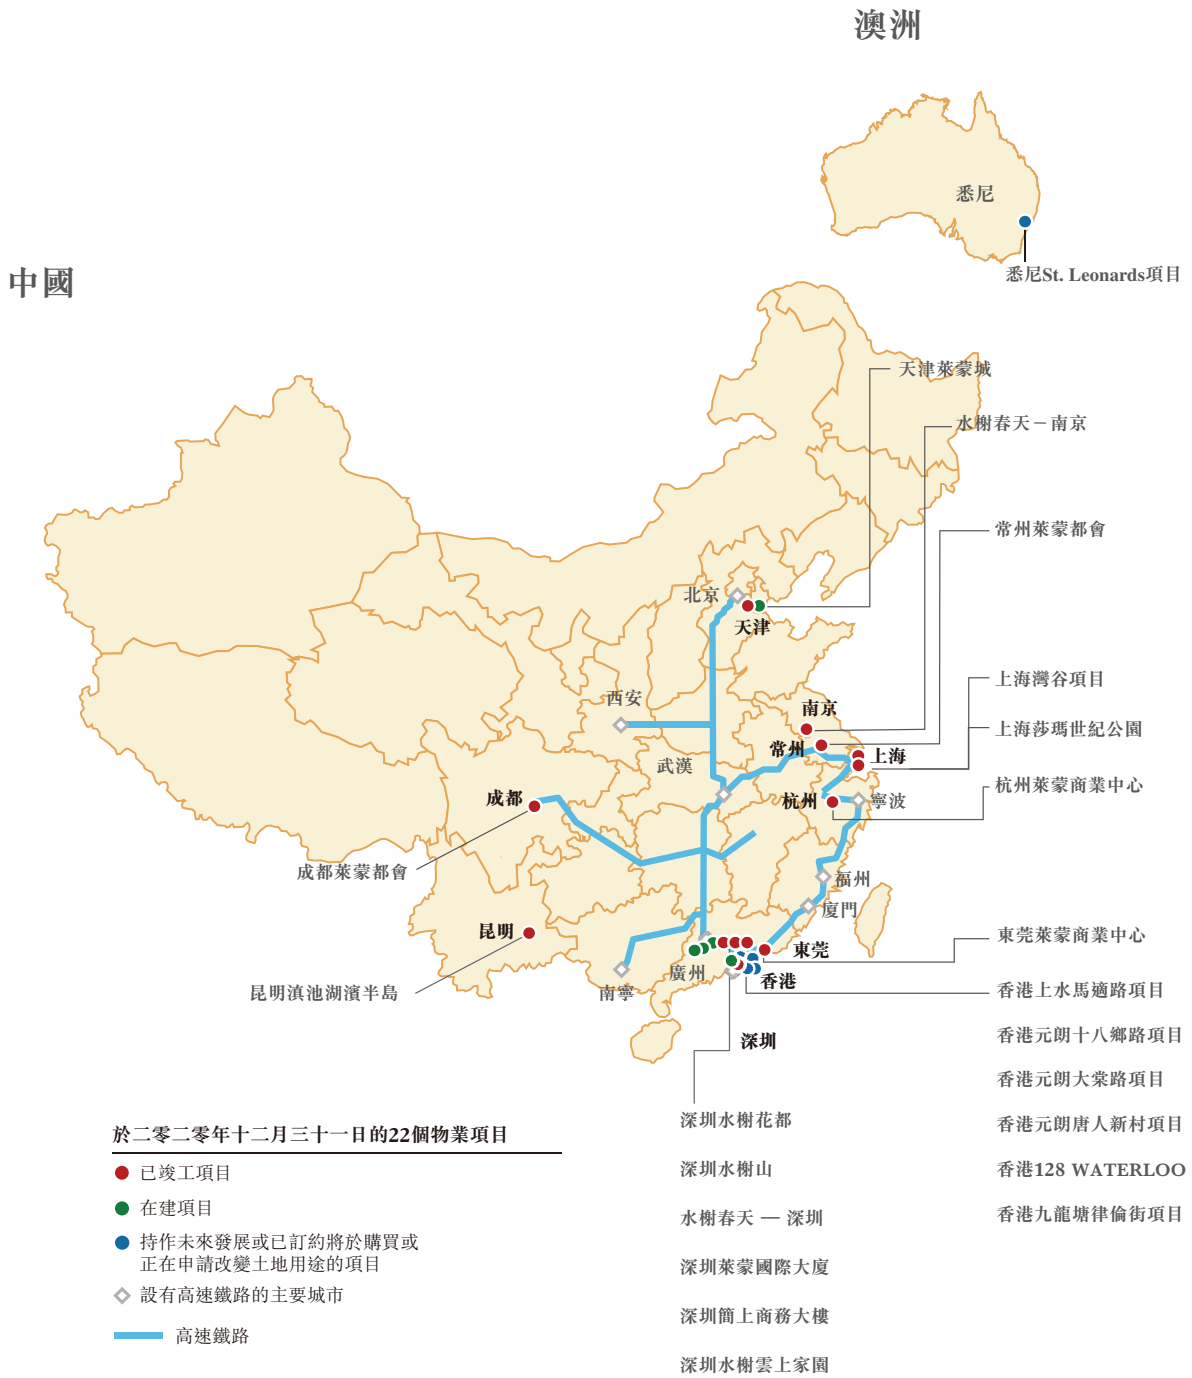 澳洲
悉尼
悉尼St. Leonards項目
中國
天津萊蒙城
水榭春天－南京
常州萊蒙都會
北京
天津
上海灣谷項目
西安
南京
上海莎瑪世紀公園
常州
上海
武漢
杭州萊蒙商業中心
成都
杭州
寧波
成都萊蒙都會
福州
廈門
昆明
東莞萊蒙商業中心
東莞
廣州
香港
南寧
昆明滇池湖濱半島
香港上水馬適路項目
深圳
香港元朗十八鄉路項目
香港元朗大棠路項目
深圳水榭花都
香港元朗唐人新村項目
於二零二零年十二月三十一日的22個物業項目
已竣工項目
深圳水榭山
香港128 WATERLOO
在建項目
水榭春天 — 深圳
香港九龍塘律倫街項目
持作未來發展或已訂約將於購買或
正在申請改變土地用途的項目
深圳萊蒙國際大廈
設有高速鐵路的主要城市
深圳簡上商務大樓
高速鐵路
深圳水榭雲上家園